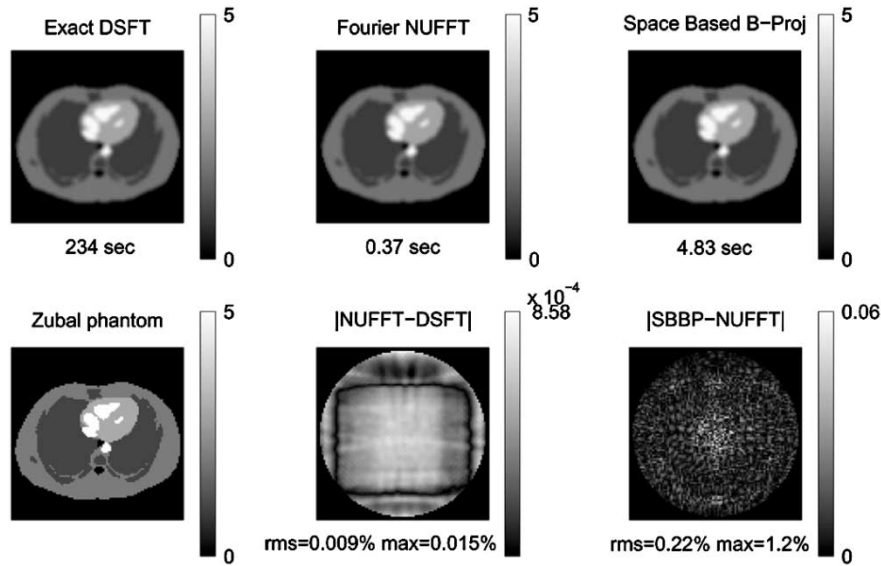 Exact DSFT
5
0
234 sec
Fourier NUFFT
5
0
0.37 sec
Space Based B-Proj
5
0
4.83 sec
Zubal phantom
5
0
|NUFFT-DSFT|
x 10-4
8.58
0
rms=0.009% max=0.015%
|SBBP-NUFFT|
0.06
0
rms=0.22% max=1.2%